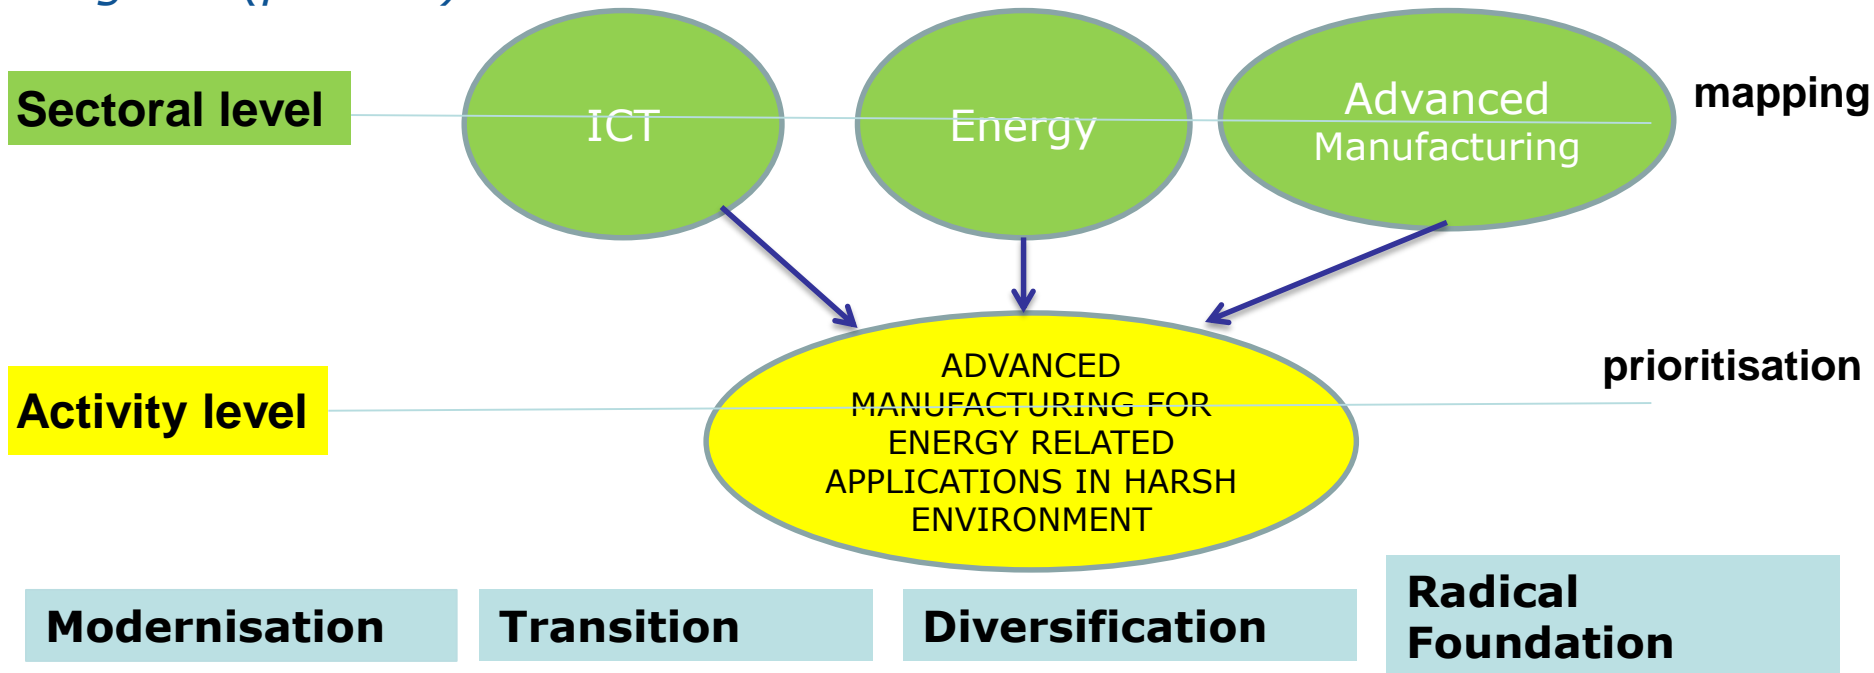 Sectoral level
ICT
Energy
Advanced
Manufacturing
mapping
Activity level
ADVANCED
MANUFACTURING FOR
ENERGY RELATED
APPLICATIONS IN HARSH
ENVIRONMENT
prioritisation
Modernisation
Transition
Diversification
Radical
Foundation